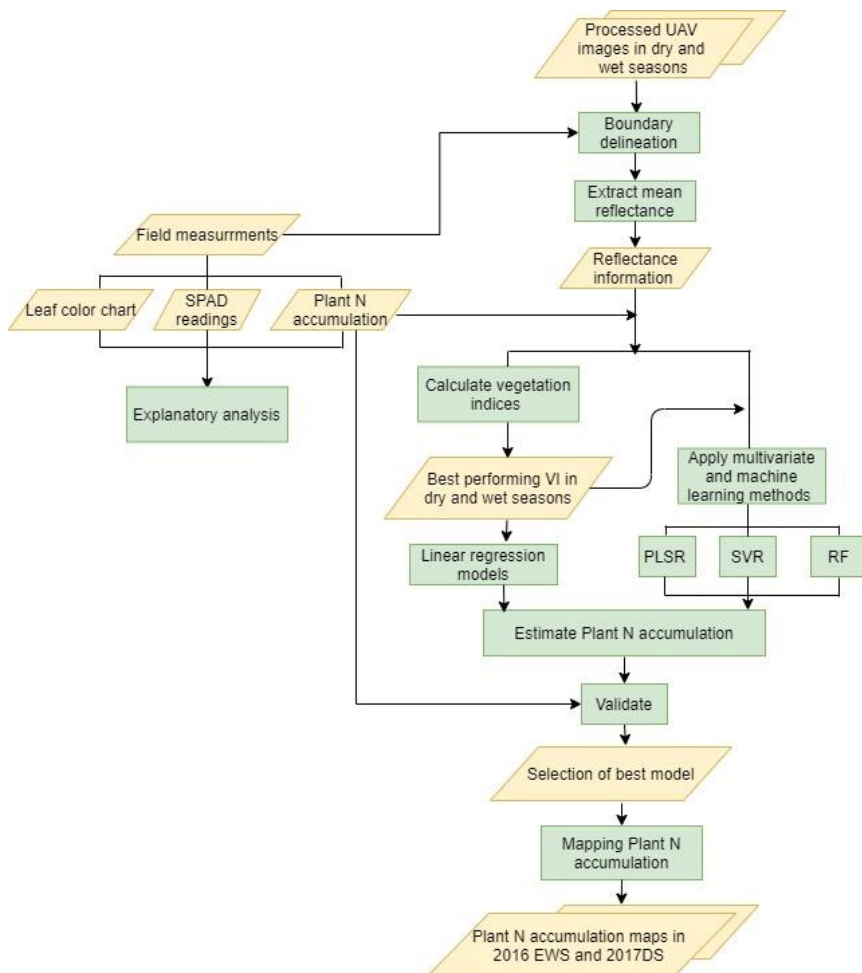 Processed UAV
images in dry and
wet seasons
Boundary
delineation
Extract mean
reflectance
Field measurrments
Reflectance
information
Leaf color chart
SPAD
readings
Plant N
accumulation
Calculate vegetation
indices
Explanatory analysis
Best performing VI in
dry and wet seasons
Apply multivariate
and machine
learning methods
Linear regression
models
PLSR
SVR
RF
Estimate Plant N accumulation
Validate
Selection of best model
Mapping Plant N
accumulation
Plant N accumulation maps in
2016 EWS and 2017DS